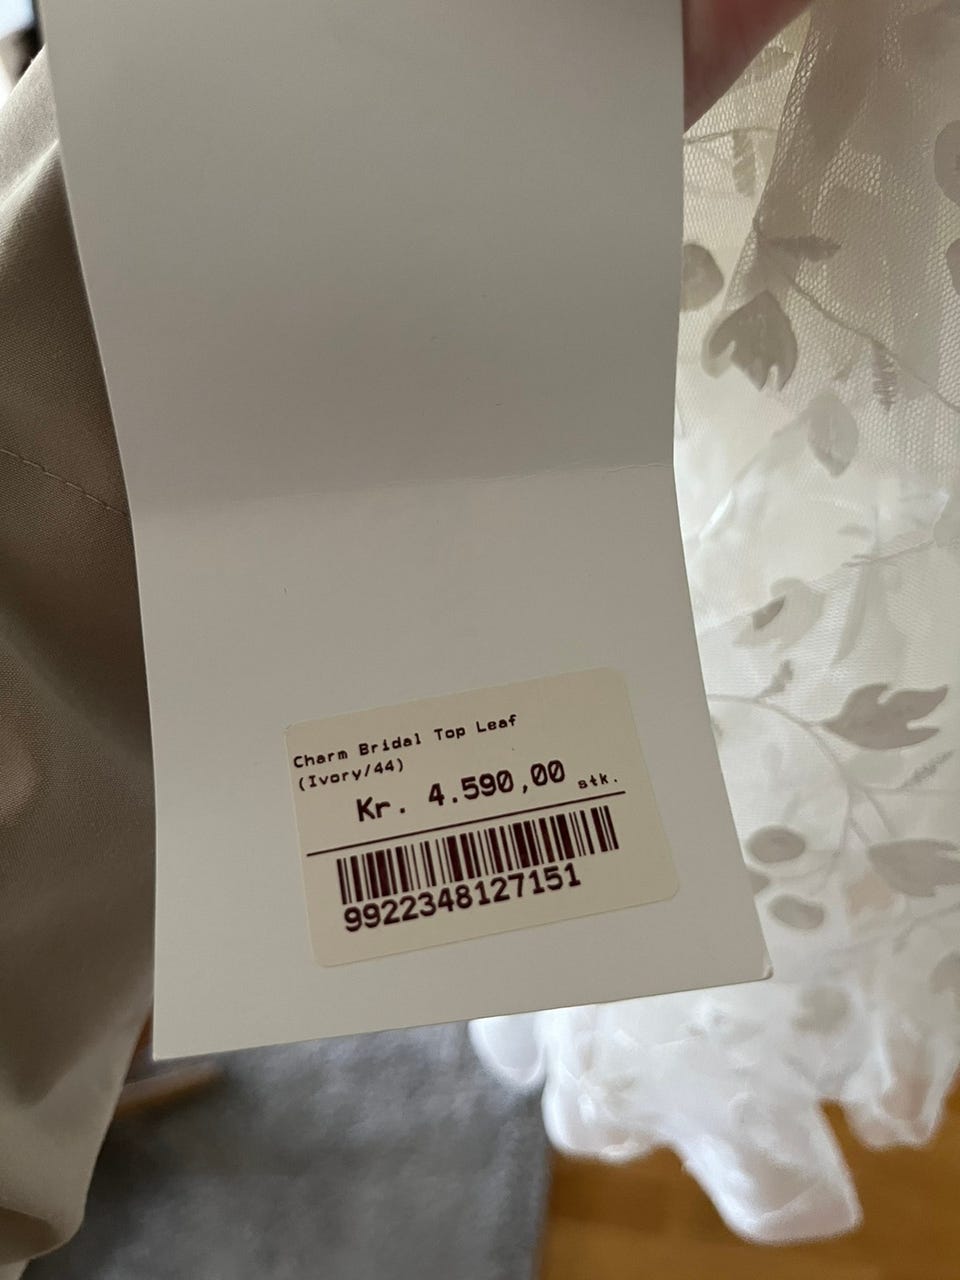 Charm Bridal Top Leaf
(Ivory/44)
Kr. 4.590,00 stk.
9922348127151